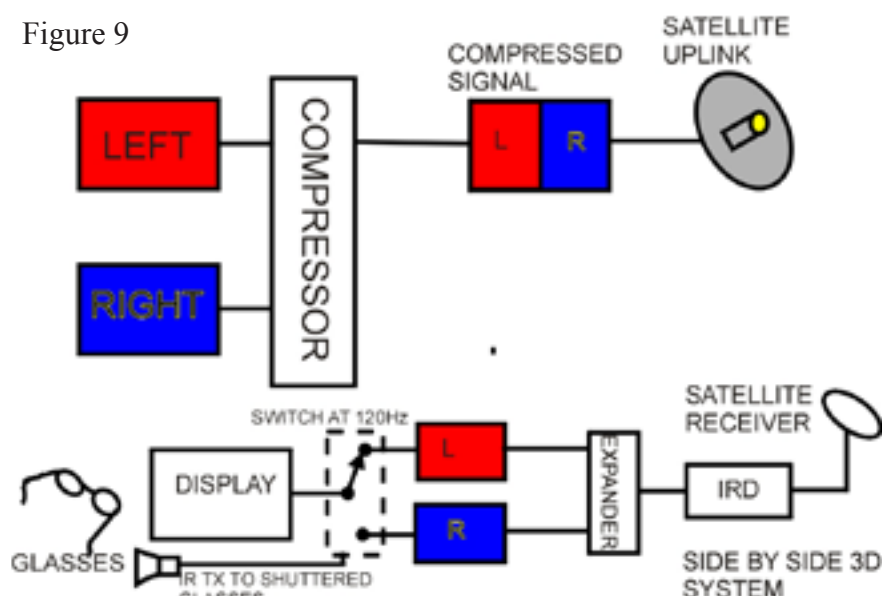 Figure 9
SATELLITE
UPLINK
COMPRESSED
SIGNAL
LEFT
COMPRESSOR
L
R
RIGHT
SATELLITE
RECEIVER
SWITCH AT 120Hz
L
EXPANDER
DISPLAY
IRD
R
GLASSES
IR TX TO SHUTTERED
GLASSES
SIDE BY SIDE 3D
SYSTEM